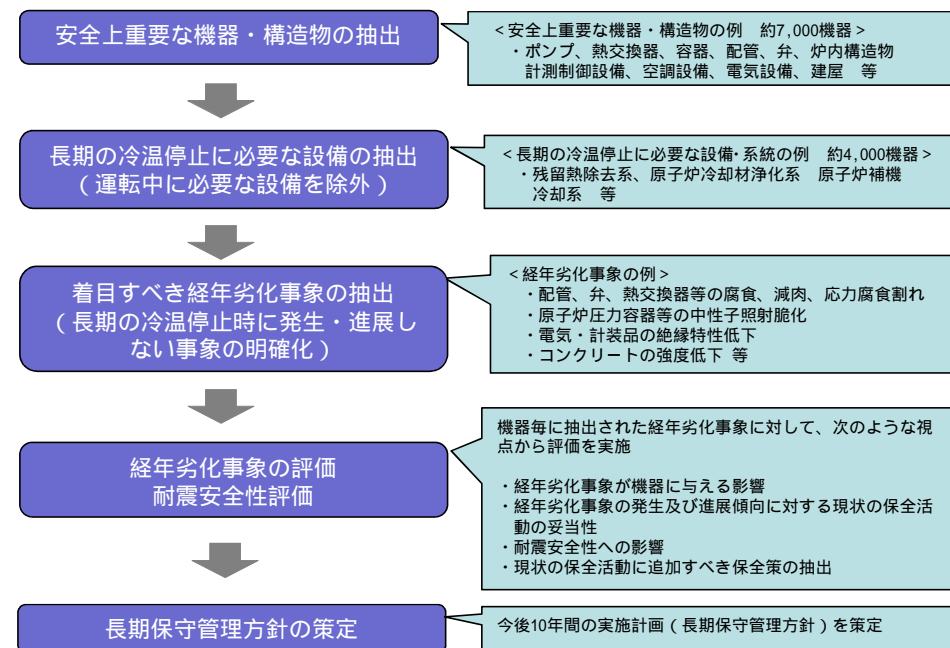 安全上重要な機器・構造物の抽出
<安全上重要な機器・構造物の例　約7,000機器>
・ポンプ、熱交換器、容器、配管、弁、炉内構造物
計測制御設備、空調設備、電気設備、建屋　等
長期の冷温停止に必要な設備の抽出
（運転中に必要な設備を除外）
<長期の冷温停止に必要な設備・系統の例　約4,000機器>
・残留熱除去系、原子炉冷却材浄化系　原子炉補機
冷却系　等
着目すべき経年劣化事象の抽出
（長期の冷温停止時に発生・進展し
ない事象の明確化）
<経年劣化事象の例>
・配管、弁、熱交換器等の腐食、減肉、応力腐食割れ
・原子炉圧力容器等の中性子照射脆化
・電気・計装品の絶縁特性低下
・コンクリートの強度低下 等
経年劣化事象の評価
耐震安全性評価
機器毎に抽出された経年劣化事象に対して、次のような視
点から評価を実施
・経年劣化事象が機器に与える影響
・経年劣化事象の発生及び進展傾向に対する現状の保全活
動の妥当性
・耐震安全性への影響
・現状の保全活動に追加すべき保全策の抽出
長期保守管理方針の策定
今後10年間の実施計画（長期保守管理方針）を策定